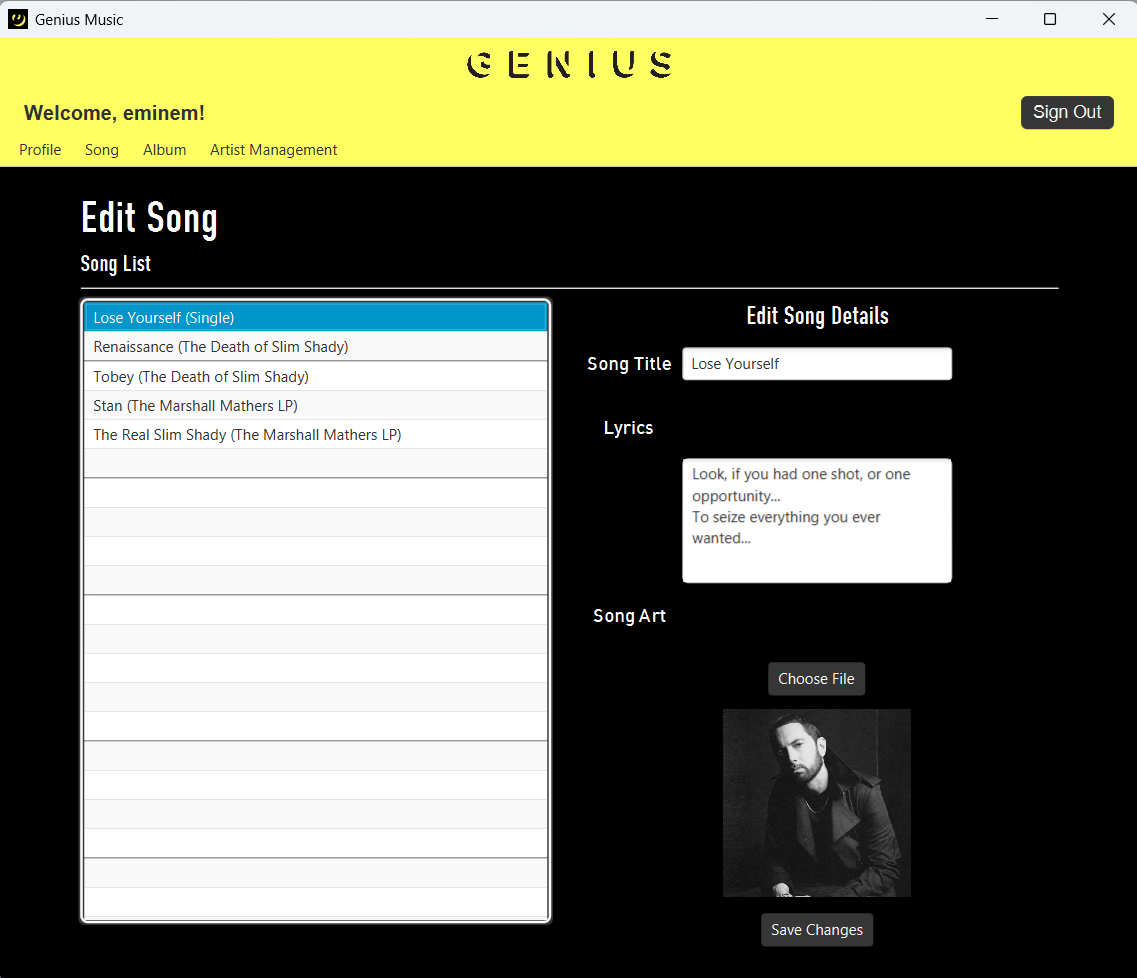 Genius Music
GENIUS
Welcome, eminem!
Sign Out
Profile
Song
Album
Artist Management
Edit Song
Song List
Lose Yourself (Single)
Renaissance (The Death of Slim Shady)
Tobey (The Death of Slim Shady)
Stan (The Marshall Mathers LP)
The Real Slim Shady (The Marshall Mathers LP)
Edit Song Details
Song Title
Lose Yourself
Lyrics
Look, if you had one shot, or one
opportunity...
To seize everything you ever
wanted...
Song Art
Choose File
Save Changes